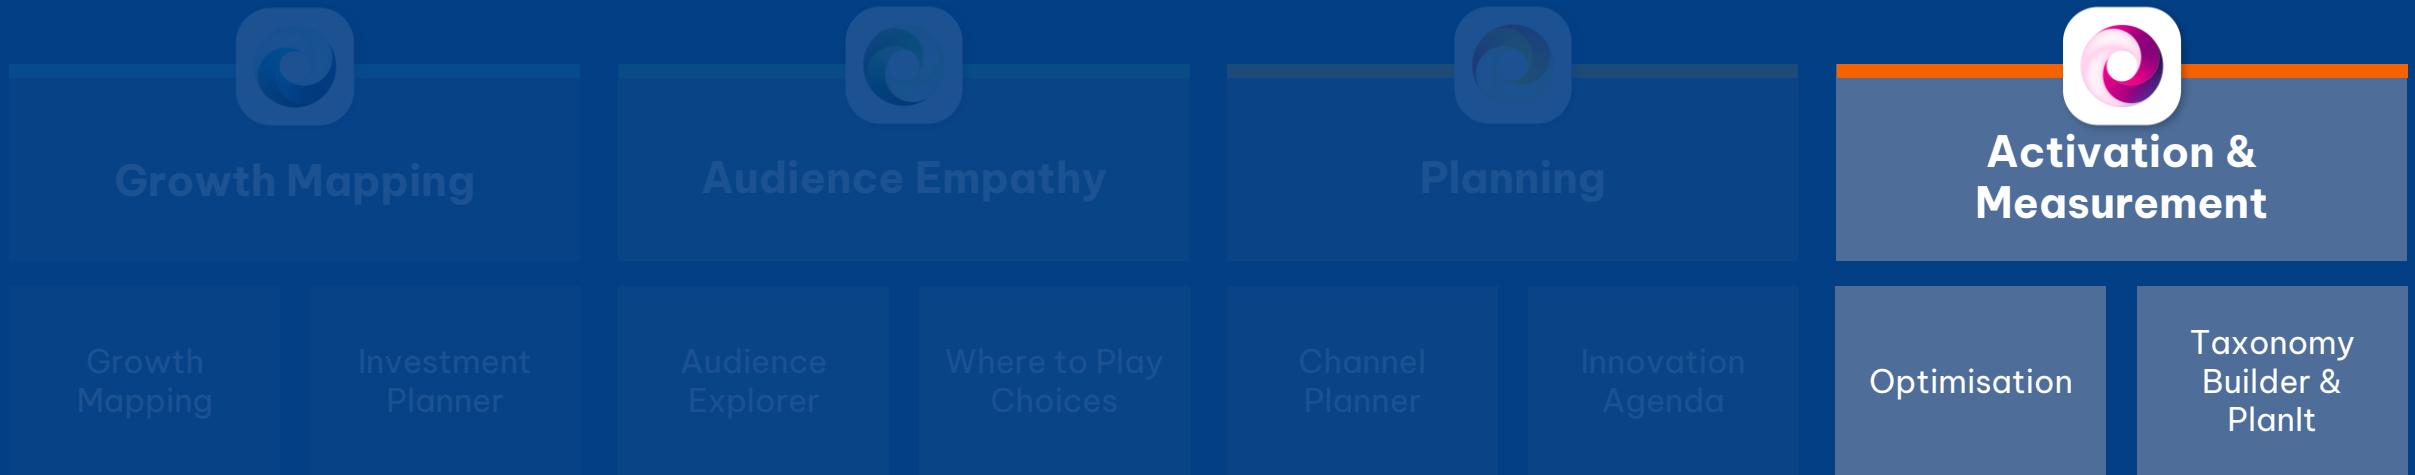 Growth Mapping
Audience Empathy
Planning
Activation &
Measurement
Growth
Mapping
Investment
Planner
Audience
Explorer
Where to Play
Choices
Channel
Planner
Innovation
Agenda
Optimisation
Taxonomy
Builder &
PlanIt